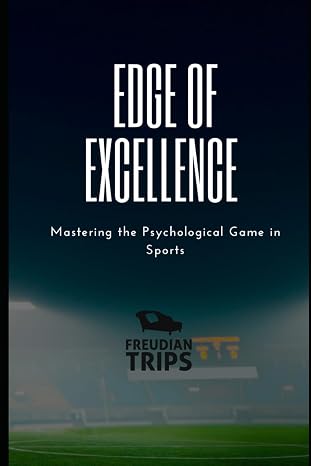 EDGE OF
EXCELLENCE
Mastering the Psychological Game in
Sports
FREUDIAN
TRIPS